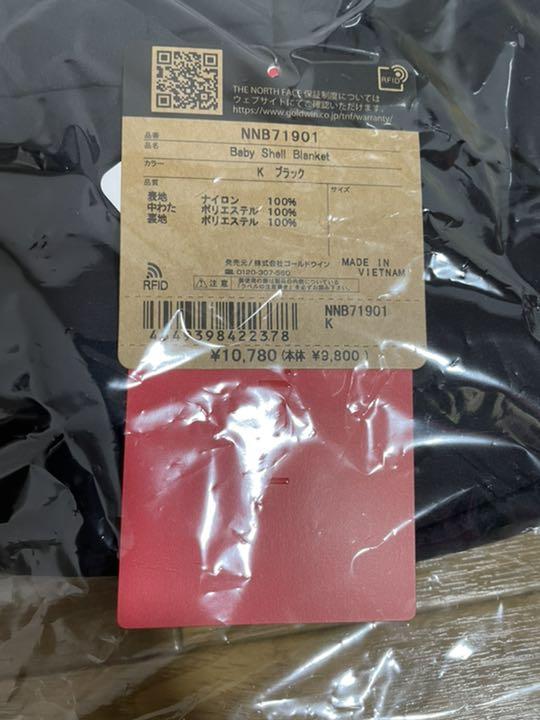 RFID
THE NORTH FACE 保証制度については
ウェブサイトにてご確認いただけます。
https://www.goldwin.co.jp/tnf/warranty/
品番 NNB71901
品名 Baby Shell Blanket
カラー K ブラック
品質 サイズ
表地 ナイロン 100%
中わた ポリエステル 100%
裏地 ポリエステル 100%
発売元/株式会社ゴールドウイン
0120-307-560
MADE IN
VIETNAM
RFID
注意
NNB71901
K
398422378
¥10,780 (本体 ¥9,800)